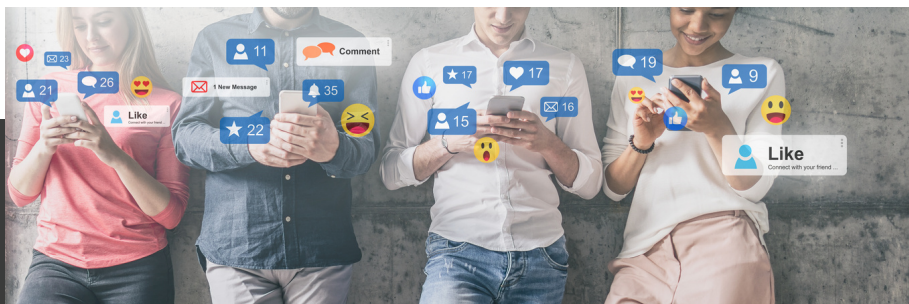 23
21
26
Like
Connect with your friend ...
11
Comment
1 New Message
35
22
17
17
15
16
19
9
Like
Connect with your friend ...